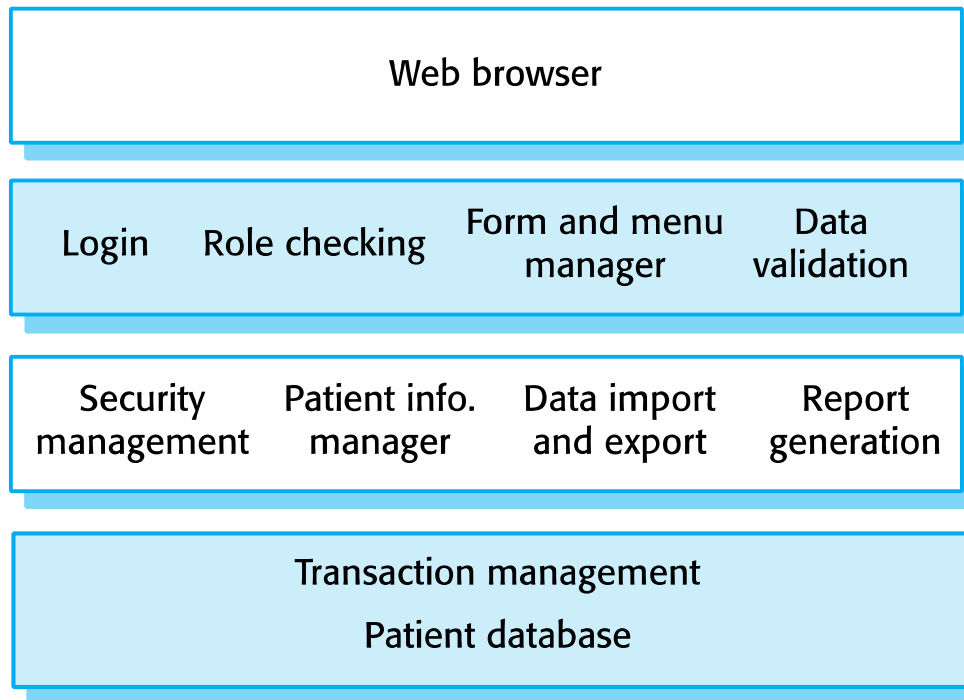 Web browser
Login
Role checking
Form and menu
manager
Data
validation
Security
management
Patient info.
manager
Data import
and export
Report
generation
Transaction management
Patient database